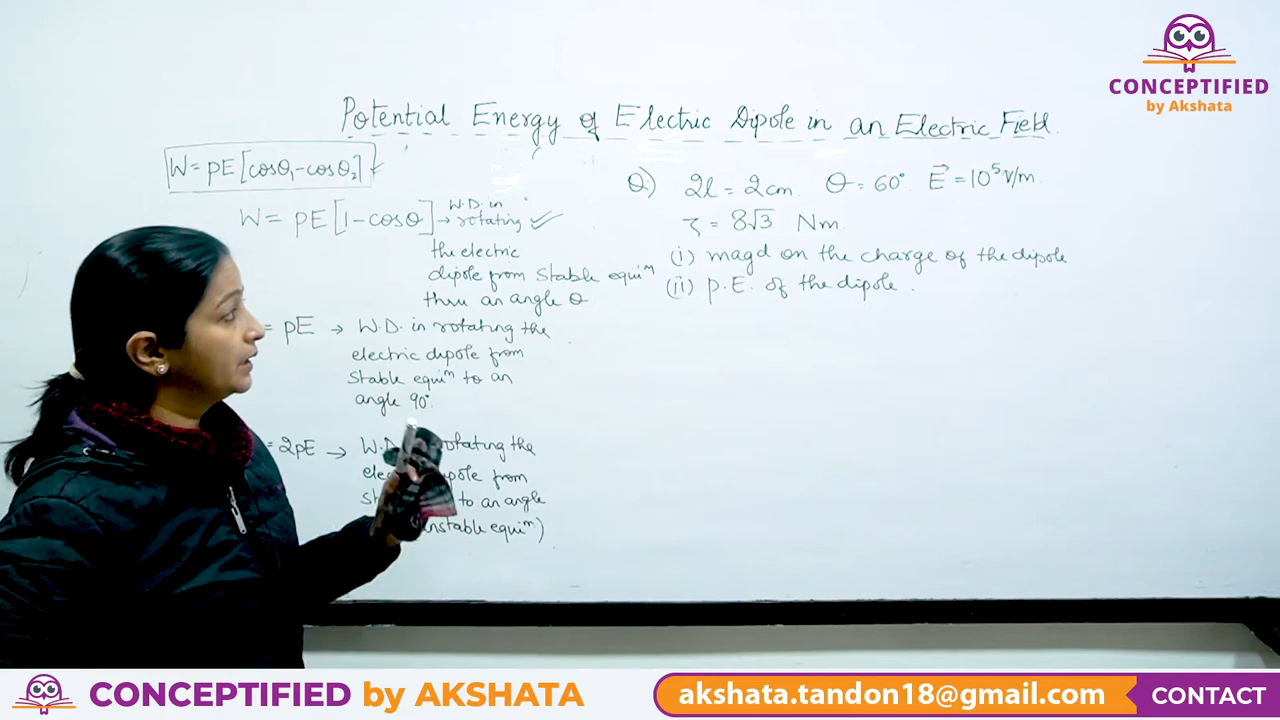 CONCEPTIFIED
by Akshata
Potential Energy of Electric Dipole in an Electric Field.
W = pE[cosθ₁-cosθ₂]
W = pE[1-cosθ] → W.D. in rotating ✓
the electric
dipole from stable equiᵐ
thru an angle θ
= pE → W.D. in rotating the
electric dipole from
stable equiᵐ to an
angle 90°.
= 2pE → W.D rotating the
from
to an angle
unstable equiᵐ)
Q) 2l = 2cm. θ = 60° E⃗ = 10⁵ V/m.
τ = 8√3 Nm.
(i) magd on the charge of the dipole
(ii) p.E. of the dipole.
CONCEPTIFIED by AKSHATA
akshata.tandon18@gmail.com CONTACT